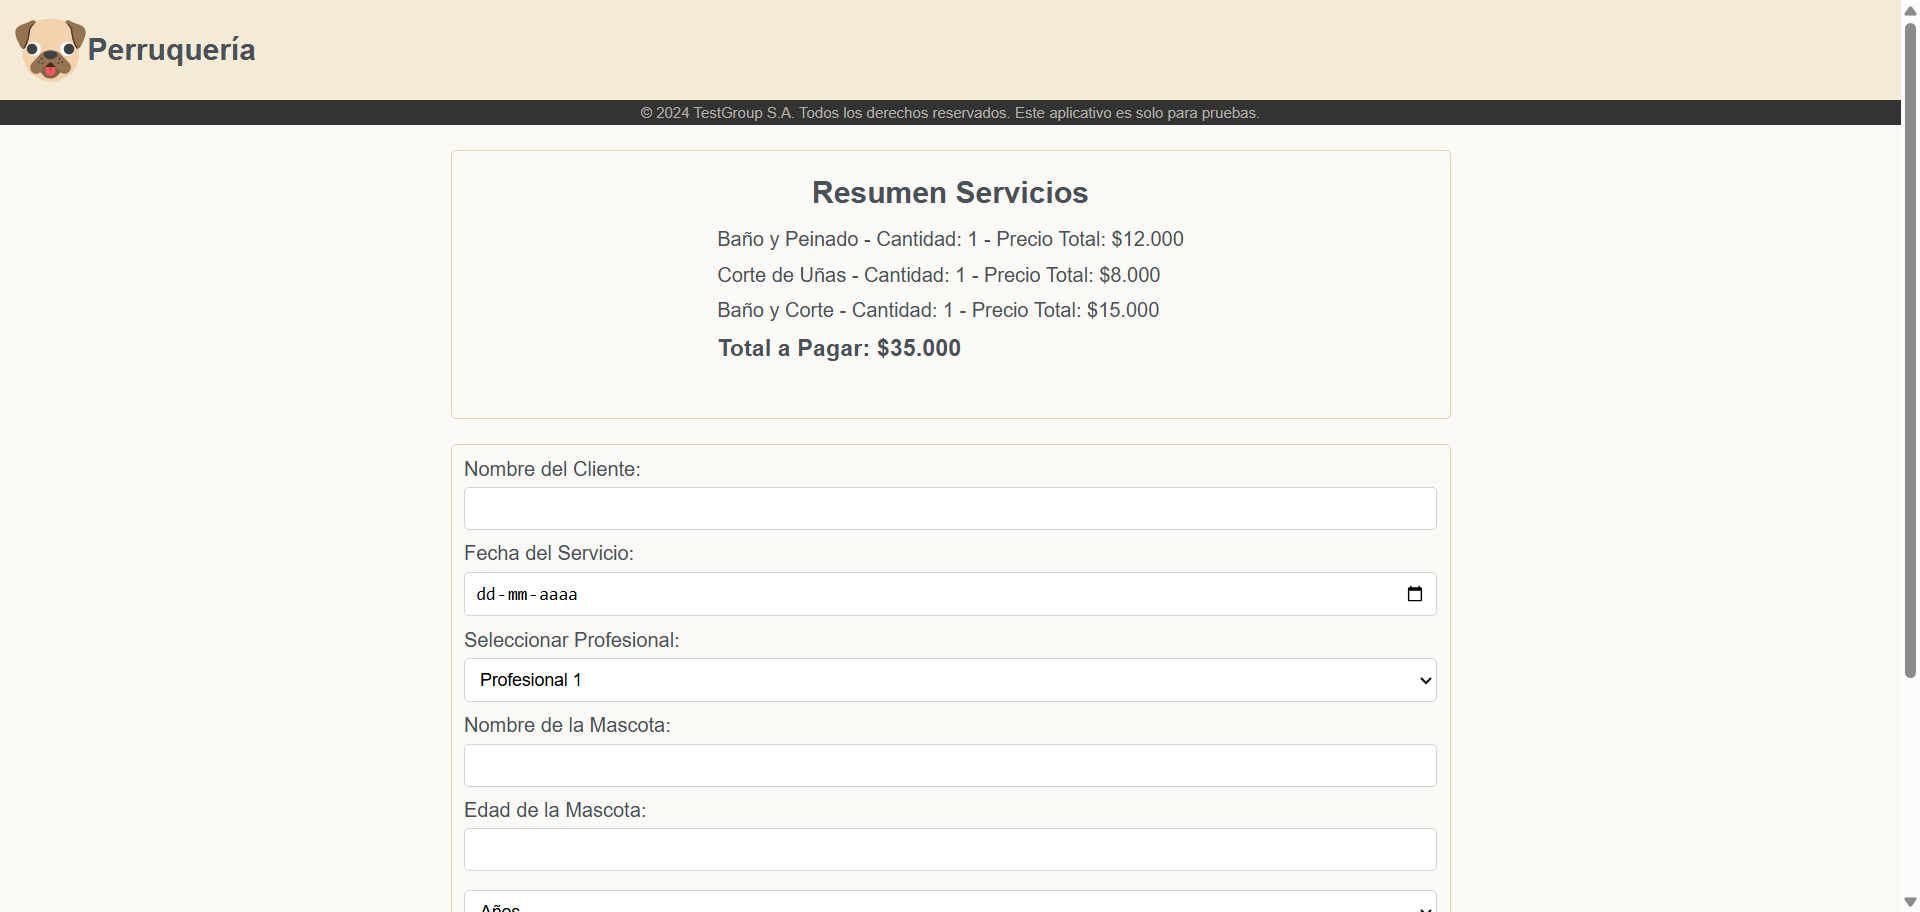 Perruquería
© 2024 TestGroup S.A. Todos los derechos reservados. Este aplicativo es solo para pruebas.
Resumen Servicios
Baño y Peinado - Cantidad: 1 - Precio Total: $12.000
Corte de Uñas - Cantidad: 1 - Precio Total: $8.000
Baño y Corte - Cantidad: 1 - Precio Total: $15.000
Total a Pagar: $35.000
Nombre del Cliente:
Fecha del Servicio:
dd-mm-aaaa
Seleccionar Profesional:
Profesional 1
Nombre de la Mascota:
Edad de la Mascota:
Años